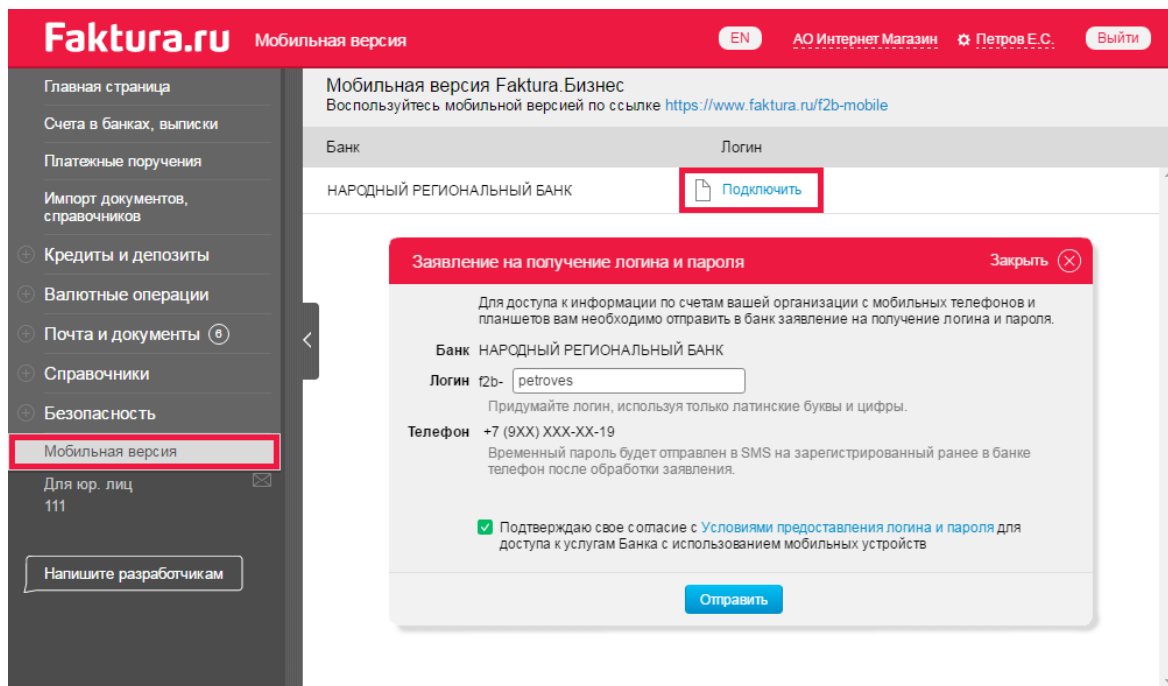 Faktura.ru Мобильная версия EN АО Интернет Магазин Петров Е.С. Выйти
Главная страница
Счета в банках, выписки
Платежные поручения
Импорт документов,
справочников
Кредиты и депозиты
Валютные операции
Почта и документы 6
Справочники
Безопасность
Мобильная версия
Для юр. лиц
111
Напишите разработчикам
Мобильная версия Faktura.Бизнес
Воспользуйтесь мобильной версией по ссылке https://www.faktura.ru/f2b-mobile
Банк Логин
НАРОДНЫЙ РЕГИОНАЛЬНЫЙ БАНК Подключить
Заявление на получение логина и пароля Закрыть
Для доступа к информации по счетам вашей организации с мобильных телефонов и
планшетов вам необходимо отправить в банк заявление на получение логина и пароля.
Банк НАРОДНЫЙ РЕГИОНАЛЬНЫЙ БАНК
Логин f2b- petroves
Придумайте логин, используя только латинские буквы и цифры.
Телефон +7 (9XX) XXX-XX-19
Временный пароль будет отправлен в SMS на зарегистрированный ранее в банке
телефон после обработки заявления.
Подтверждаю свое согласие с Условиями предоставления логина и пароля для
доступа к услугам Банка с использованием мобильных устройств
Отправить